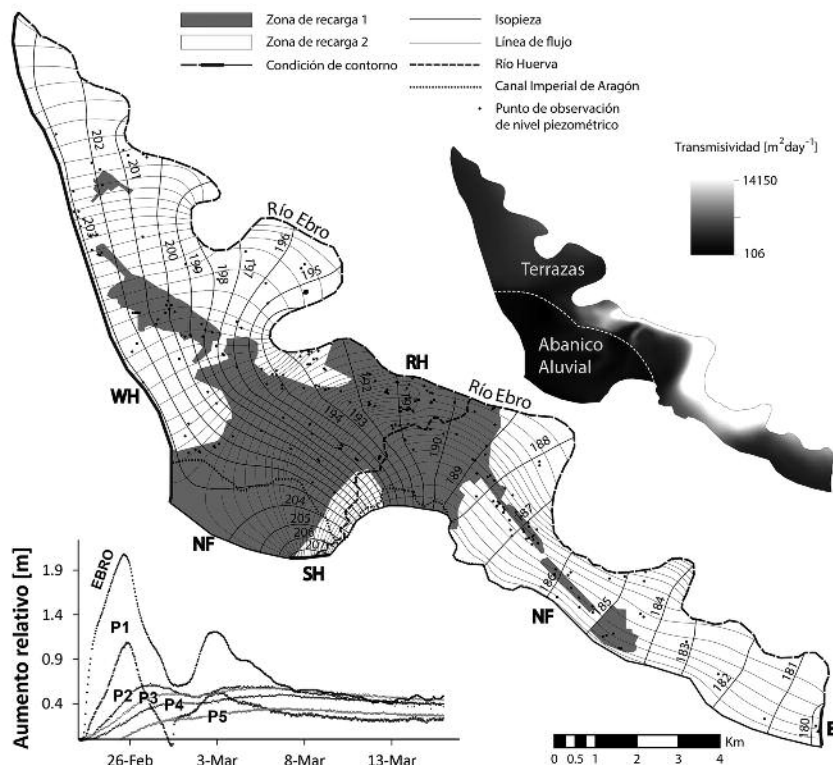 Zona de recarga 1
Zona de recarga 2
Condición de contorno
Isopieza
Línea de flujo
Río Huerva
Canal Imperial de Aragón
Punto de observación
de nivel piezométrico
Transmisividad [m²day⁻¹]
14150
106
Terrazas
Abanico
Aluvial
202
201
203
200
199
198
197
196
195
Río Ebro
WH
RH
Río Ebro
192
194
193
190
189
188
187
204
205
206
207
NF
SH
NF
186
185
184
183
182
181
180
E
Aumento relativo [m]
1.9
1.4
0.9
0.4
EBRO
P1
P2
P3
P4
P5
26-Feb
3-Mar
8-Mar
13-Mar
Km
0 0.5 1 2 3 4